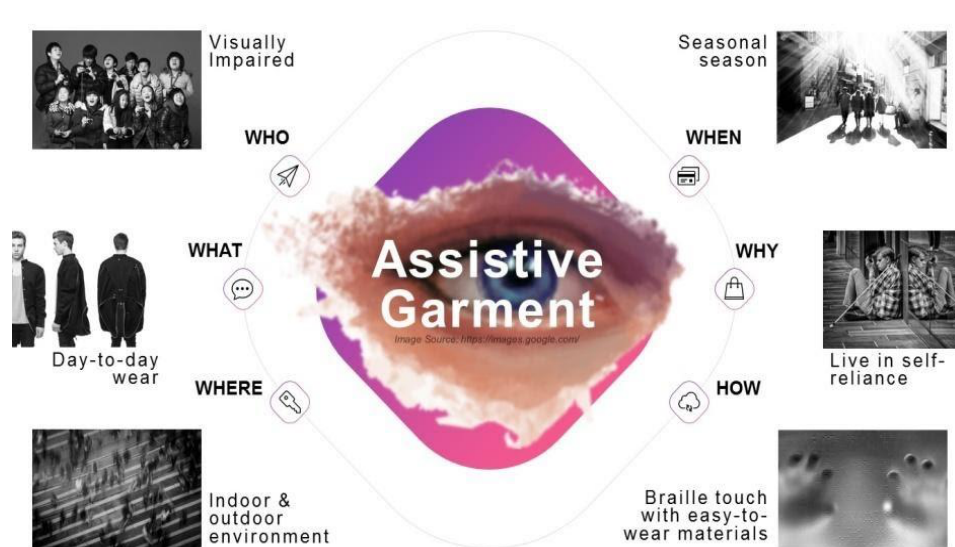 Visually
Impaired
WHO
WHAT
Day-to-day
wear
WHERE
Indoor &
outdoor
environment
Assistive
Garment
Image Source: https://images.google.com/
Seasonal
season
WHEN
WHY
Live in self-
reliance
HOW
Braille touch
with easy-to-
wear materials